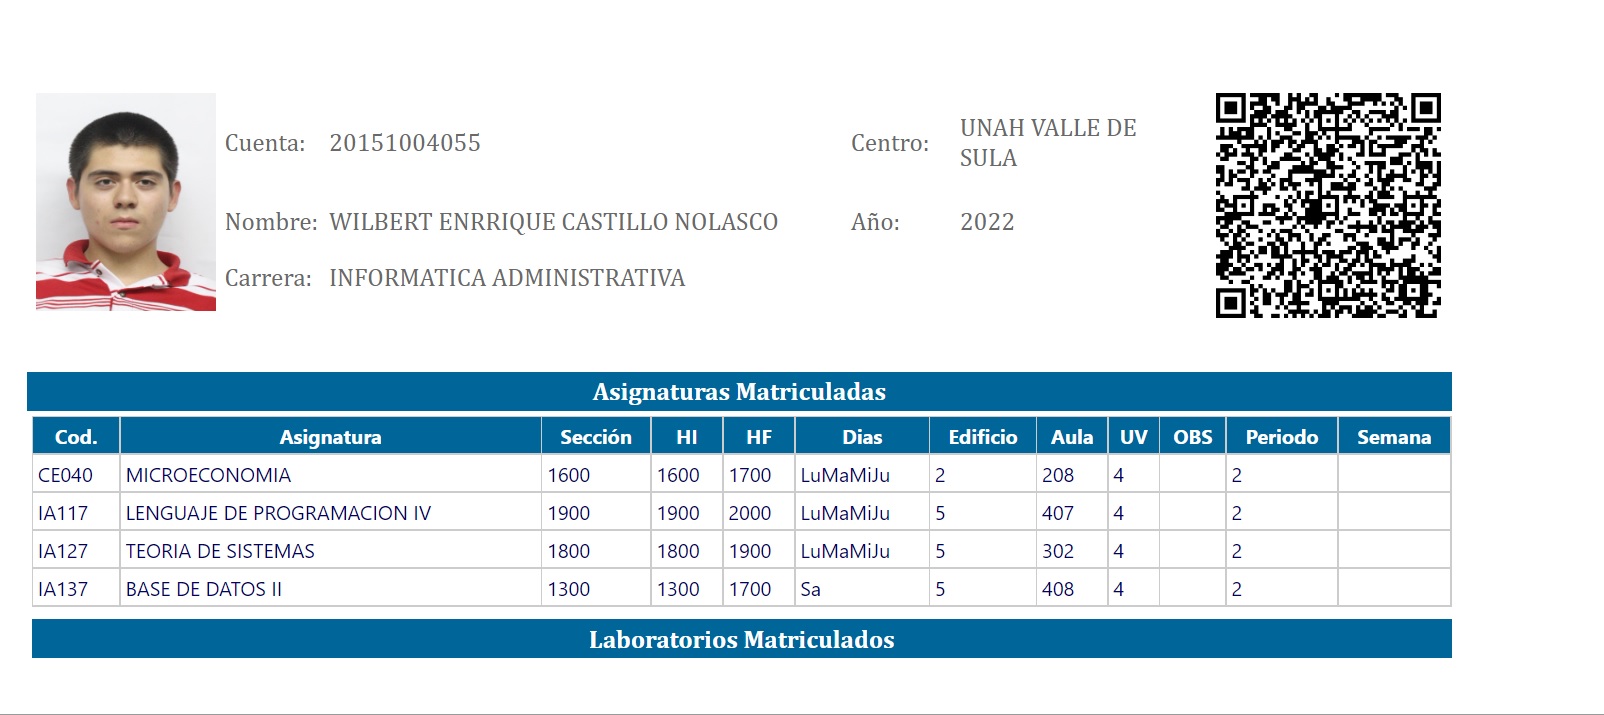 Cuenta: 20151004055 Centro: UNAH VALLE DE
SULA
Nombre: WILBERT ENRRIQUE CASTILLO NOLASCO Año: 2022
Carrera: INFORMATICA ADMINISTRATIVA
Asignaturas Matriculadas
Cod. Asignatura Sección HI HF Dias Edificio Aula UV OBS Periodo Semana
CE040 MICROECONOMIA 1600 1600 1700 LuMaMiJu 2 208 4 2
IA117 LENGUAJE DE PROGRAMACION IV 1900 1900 2000 LuMaMiJu 5 407 4 2
IA127 TEORIA DE SISTEMAS 1800 1800 1900 LuMaMiJu 5 302 4 2
IA137 BASE DE DATOS II 1300 1300 1700 Sa 5 408 4 2
Laboratorios Matriculados